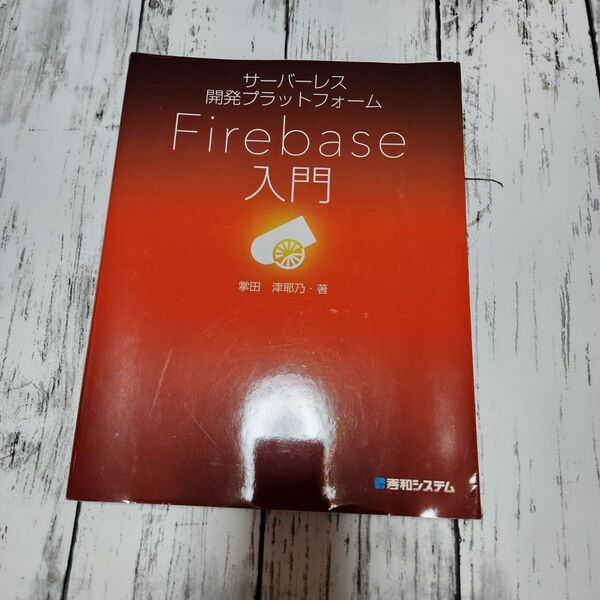 サーバーレス
開発プラットフォーム
Firebase
入門
掌田 津耶乃・著
秀和システム